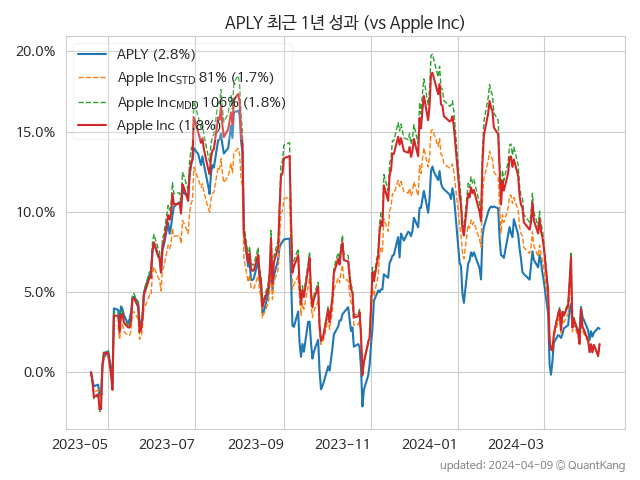 APLY 최근 1년 성과 (vs Apple Inc)
20.0%
15.0%
10.0%
5.0%
0.0%
APLY (2.8%)
Apple IncSTD 81% (1.7%)
Apple IncMDD 106% (1.8%)
Apple Inc (1.8%)
2023-05 2023-07 2023-09 2023-11 2024-01 2024-03
updated: 2024-04-09 © QuantKang